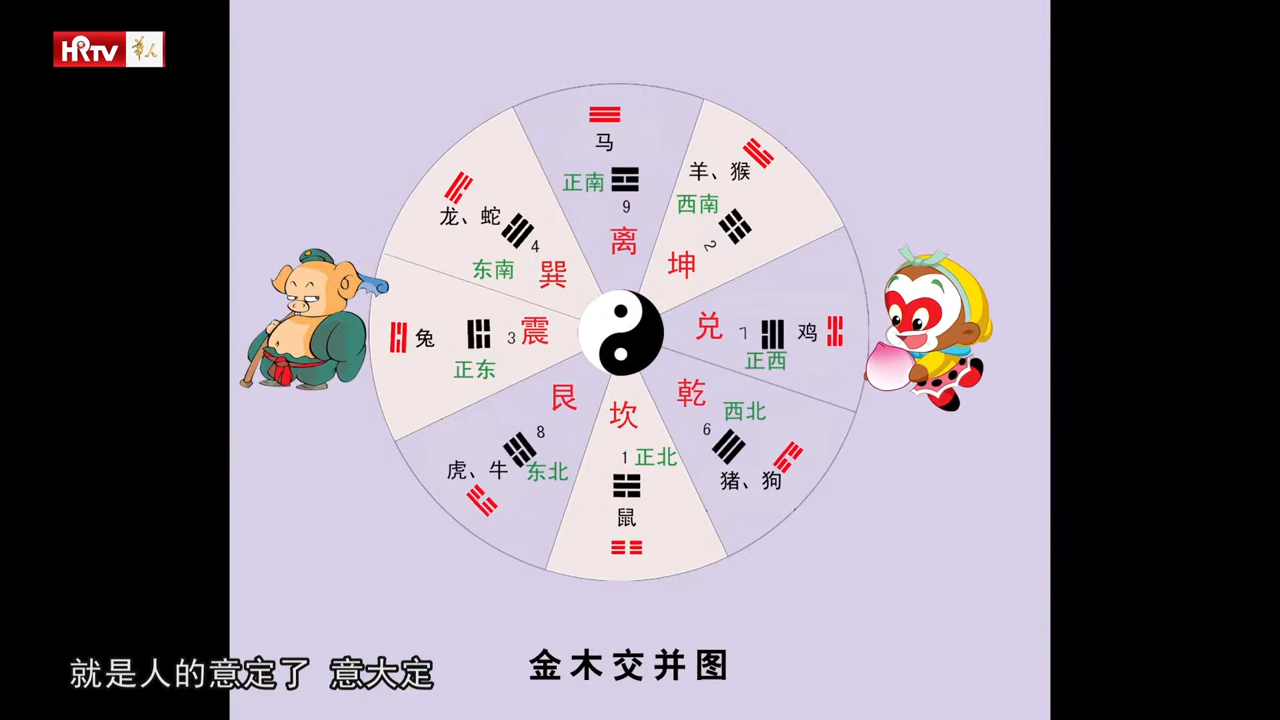 HRTV 华人
马
正南
9
离
羊、猴
西南
2
坤
龙、蛇
4
东南
巽
兔
3
震
正东
兑
7
鸡
正西
艮
8
虎、牛
东北
坎
1
正北
鼠
乾
西北
6
猪、狗
金木交并图
就是人的意定了 意大定